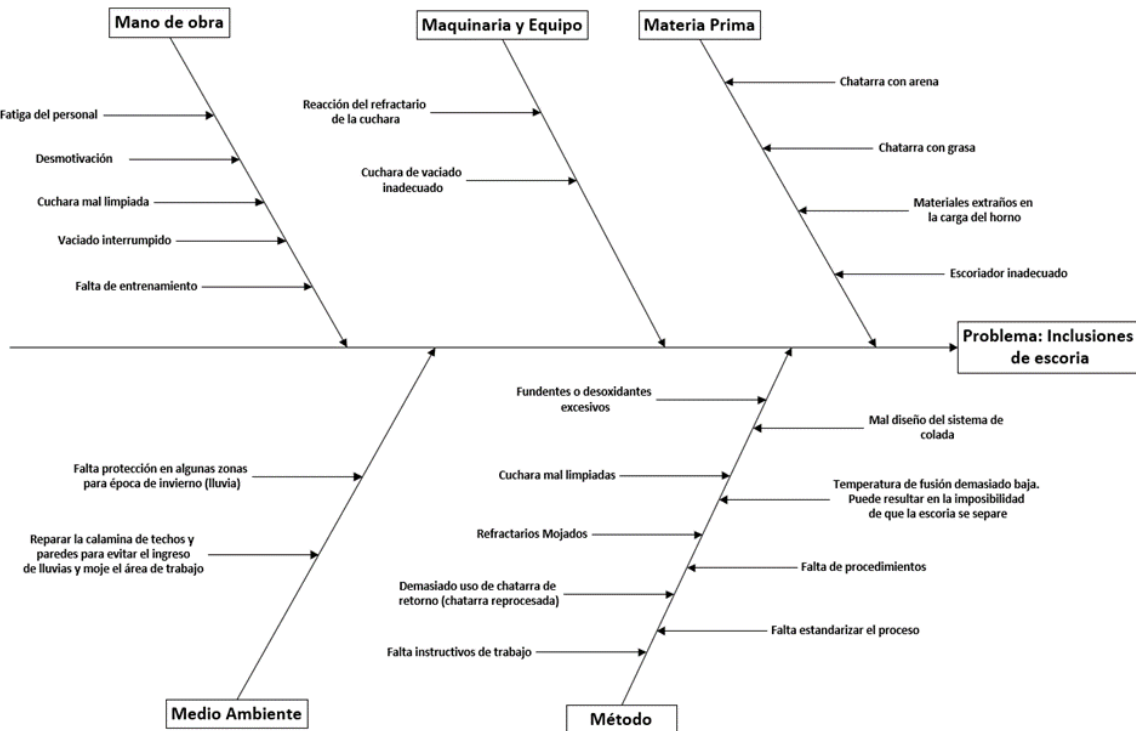 Mano de obra
Maquinaria y Equipo
Materia Prima
Fatiga del personal
Desmotivación
Cuchara mal limpiada
Vaciado interrumpido
Falta de entrenamiento
Reacción del refractario
de la cuchara
Cuchara de vaciado
inadecuado
Chatarra con arena
Chatarra con grasa
Materiales extraños en
la carga del horno
Escoriador inadecuado
Problema: Inclusiones
de escoria
Falta protección en algunas zonas
para época de invierno (lluvia)
Reparar la calamina de techos y
paredes para evitar el ingreso
de lluvias y moje el área de trabajo
Fundentes o desoxidantes
excesivos
Mal diseño del sistema de
colada
Cuchara mal limpiadas
Temperatura de fusión demasiado baja.
Puede resultar en la imposibilidad
de que la escoria se separe
Refractarios Mojados
Falta de procedimientos
Demasiado uso de chatarra de
retorno (chatarra reprocesada)
Falta estandarizar el proceso
Falta instructivos de trabajo
Medio Ambiente
Método